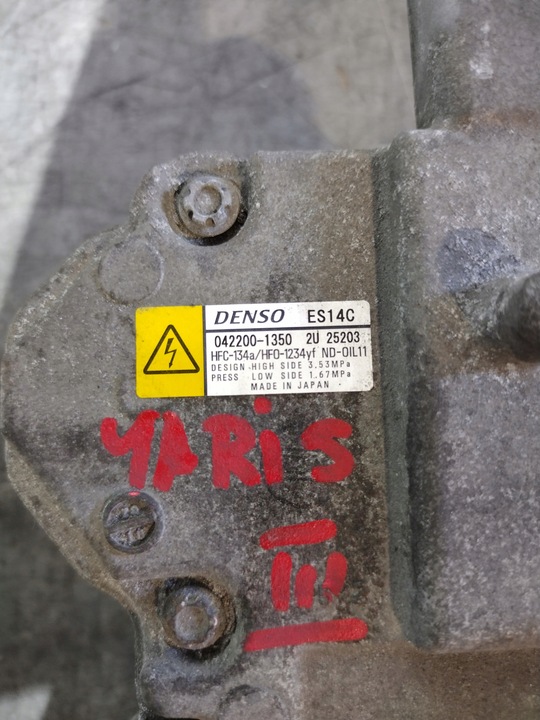 DENSO ES14C
042200-1350 2U 25203
HFC-134a/HFO-1234yf ND-OIL11
DESIGN HIGH SIDE 3.53MPa
PRESS LOW SIDE 1.67MPa
MADE IN JAPAN
YARiS
III